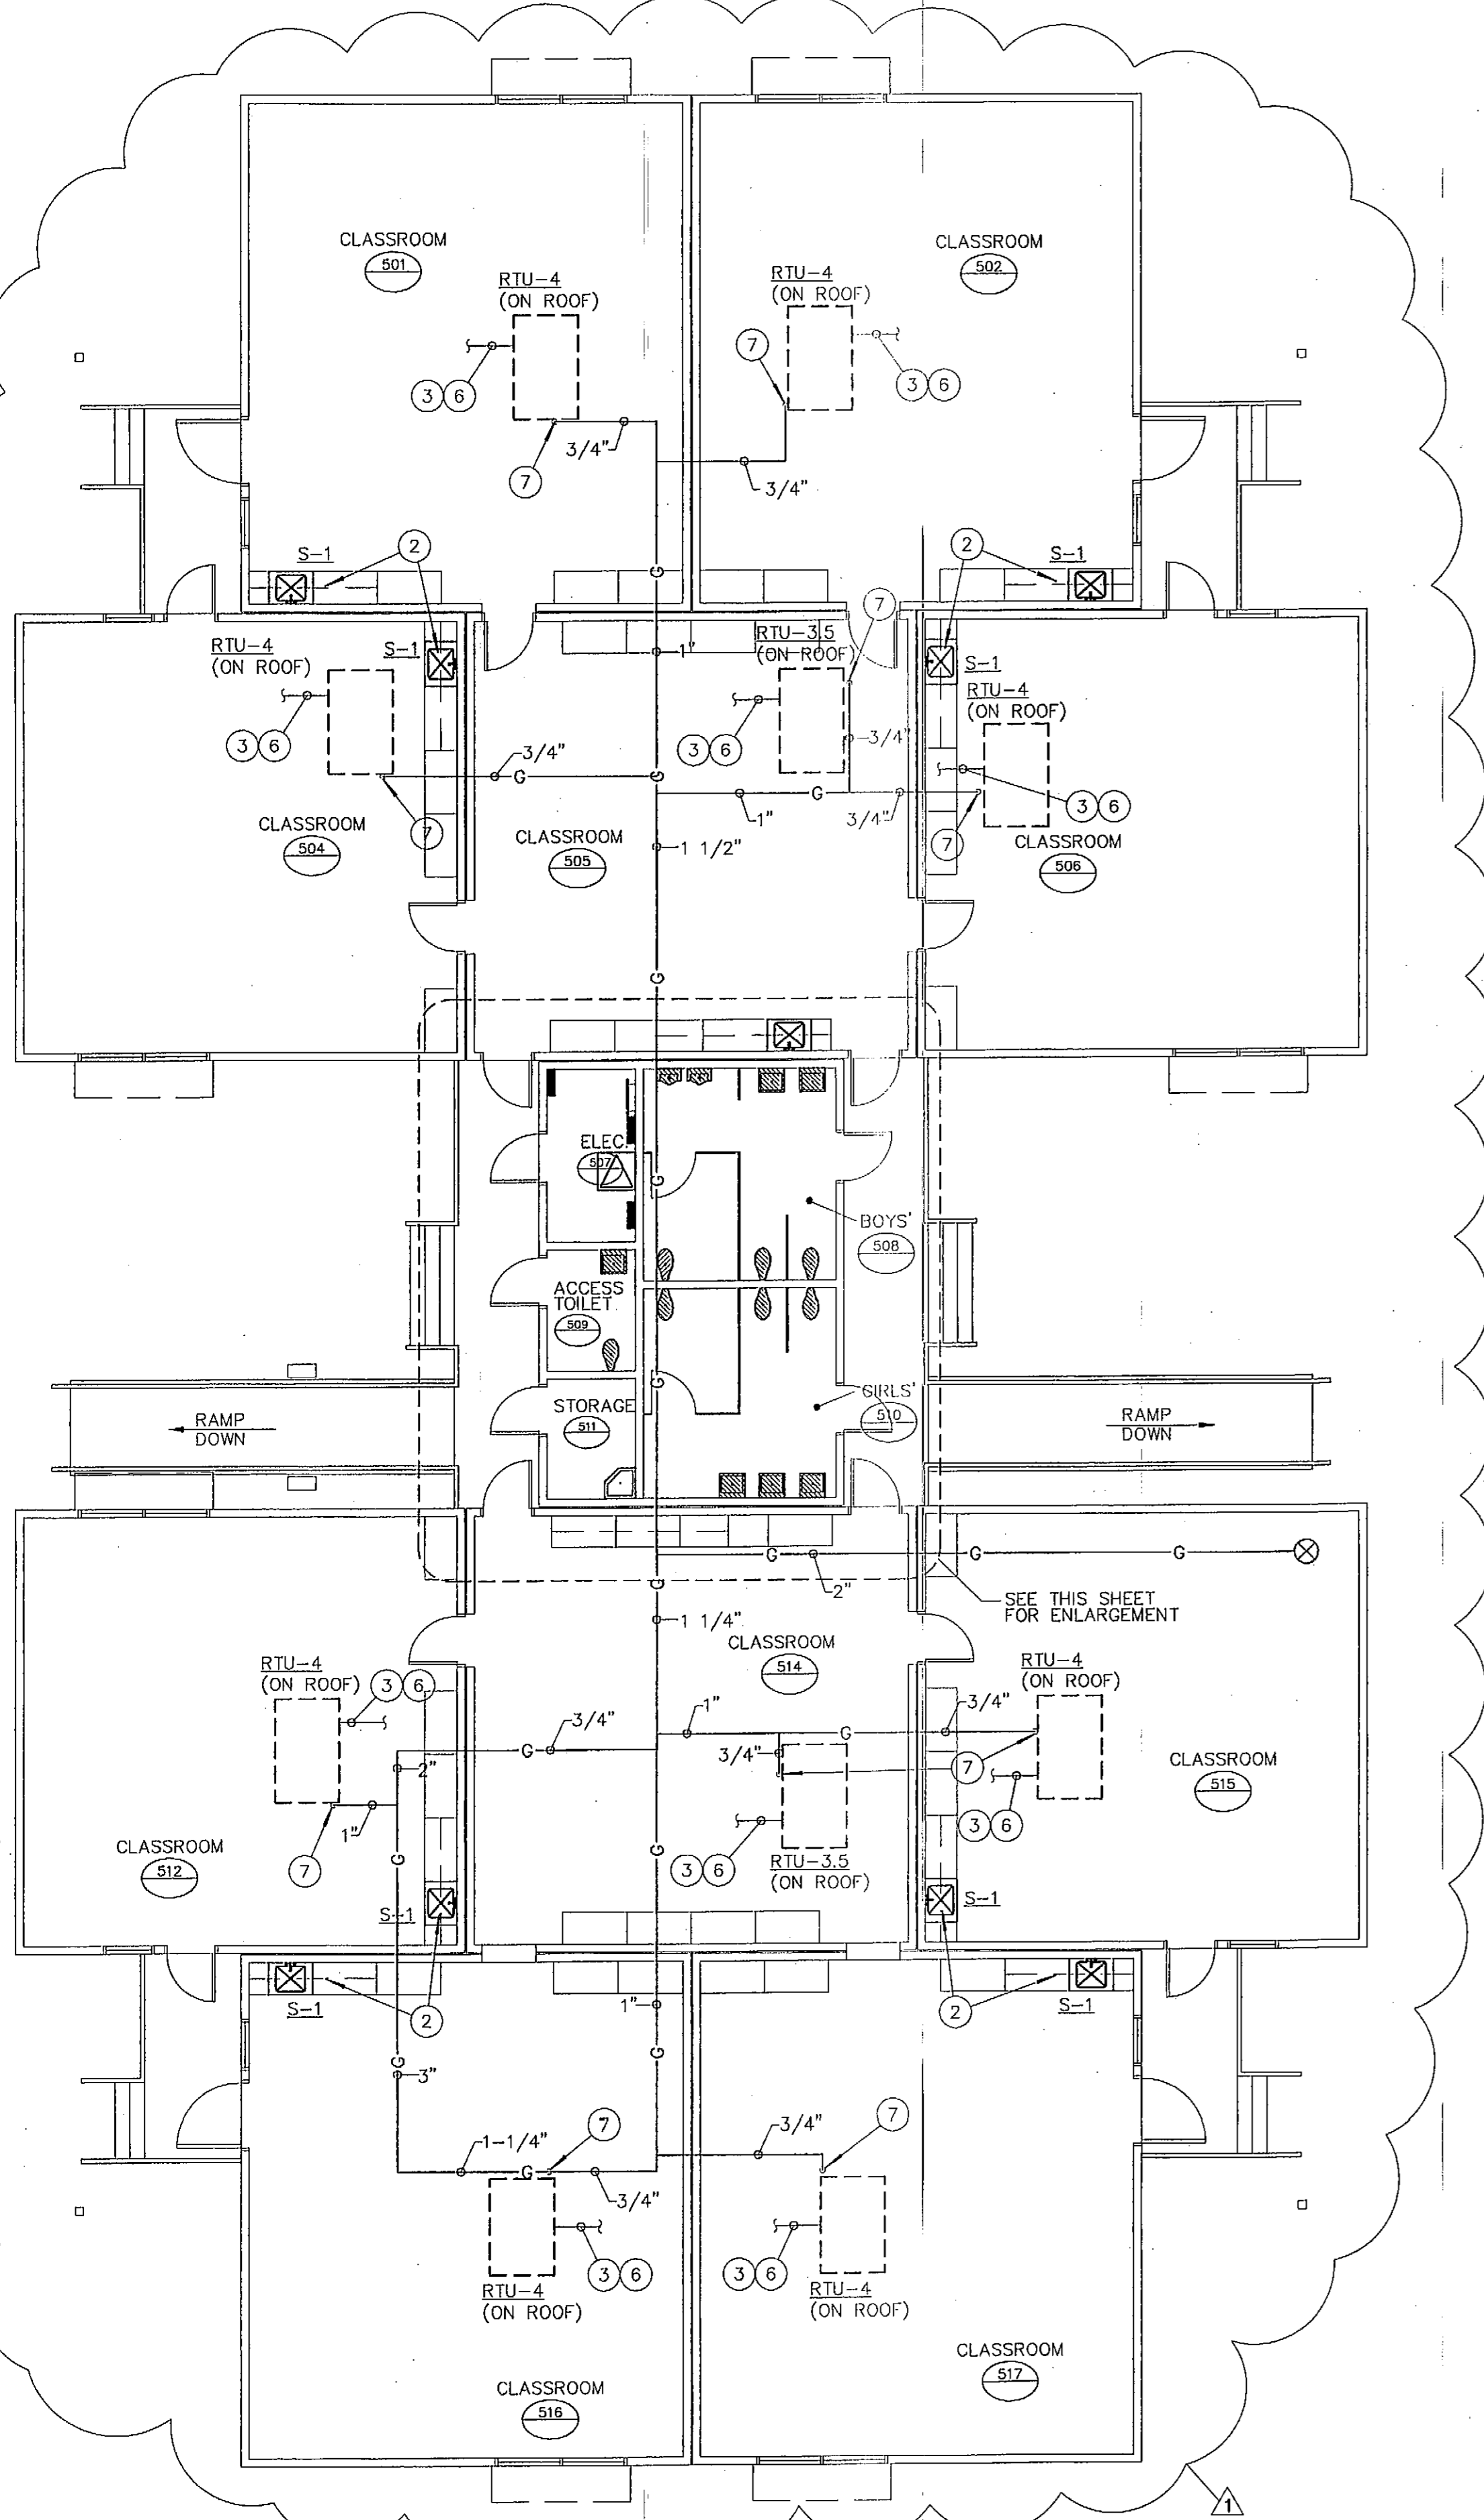 CLASSROOM
501
RTU-4
(ON ROOF)
3 6
7
3/4"
CLASSROOM
502
RTU-4
(ON ROOF)
7
3 6
3/4"
S-1
2
2
S-1
G
7
RTU-4
(ON ROOF)
S-1
3 6
1"
RTU-3.5
(ON ROOF)
3 6
3/4"
S-1
RTU-4
(ON ROOF)
3 6
3/4"
G
G
1"
G
3/4"
7
7
CLASSROOM
504
CLASSROOM
505
1 1/2"
CLASSROOM
506
G
ELEC.
507
G
BOYS'
508
ACCESS
TOILET
509
STORAGE
511
G
GIRLS'
510
RAMP
DOWN
RAMP
DOWN
G
G
G
2"
G
SEE THIS SHEET
FOR ENLARGEMENT
1 1/4"
CLASSROOM
514
RTU-4
(ON ROOF)
3 6
RTU-4
(ON ROOF)
3/4"
1"
G
3/4"
G
3/4"
7
2"
1"
7
CLASSROOM
512
3 6
RTU-3.5
(ON ROOF)
G
G
3 6
CLASSROOM
515
S-1
S-1
S-1
2
1"
2
S-1
G
G
3"
1-1/4"
7
G
3/4"
3/4"
7
3 6
RTU-4
(ON ROOF)
3 6
RTU-4
(ON ROOF)
CLASSROOM
516
CLASSROOM
517
1